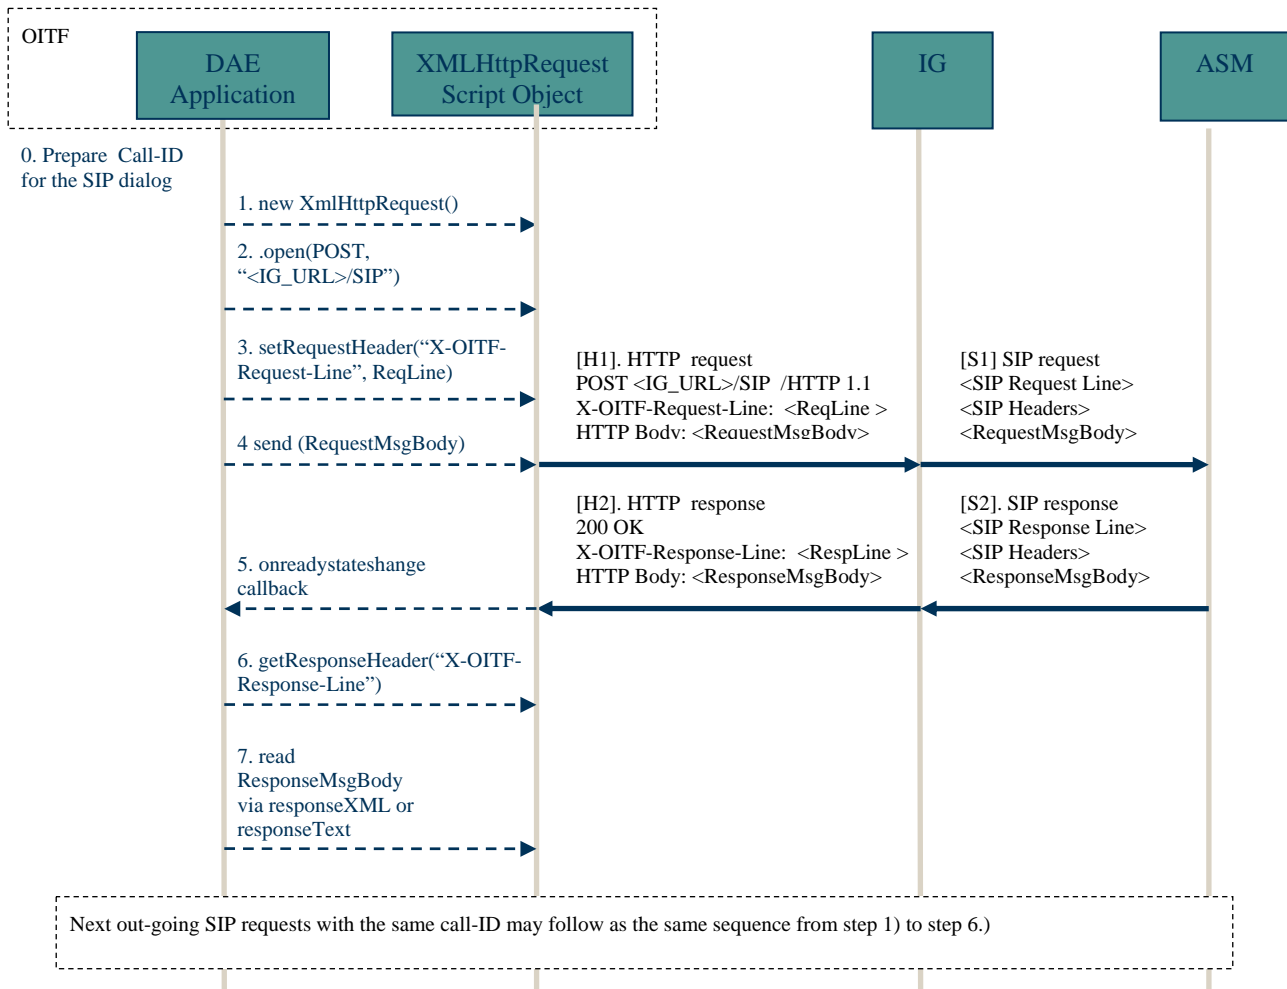 OITF
DAE
Application
XMLHttpRequest
Script Object
IG
ASM
0. Prepare Call-ID
for the SIP dialog
1. new XmlHttpRequest()
2. .open(POST,
“<IG_URL>/SIP”)
3. setRequestHeader(“X-OITF-
Request-Line”, ReqLine)
[H1]. HTTP request
POST <IG_URL>/SIP /HTTP 1.1
X-OITF-Request-Line: <ReqLine >
HTTP Body: <RequestMsgBody>
[S1] SIP request
<SIP Request Line>
<SIP Headers>
<RequestMsgBody>
4 send (RequestMsgBody)
[H2]. HTTP response
200 OK
X-OITF-Response-Line: <RespLine >
HTTP Body: <ResponseMsgBody>
[S2]. SIP response
<SIP Response Line>
<SIP Headers>
<ResponseMsgBody>
5. onreadystateshange
callback
6. getResponseHeader(“X-OITF-
Response-Line”)
7. read
ResponseMsgBody
via responseXML or
responseText
Next out-going SIP requests with the same call-ID may follow as the same sequence from step 1) to step 6.)